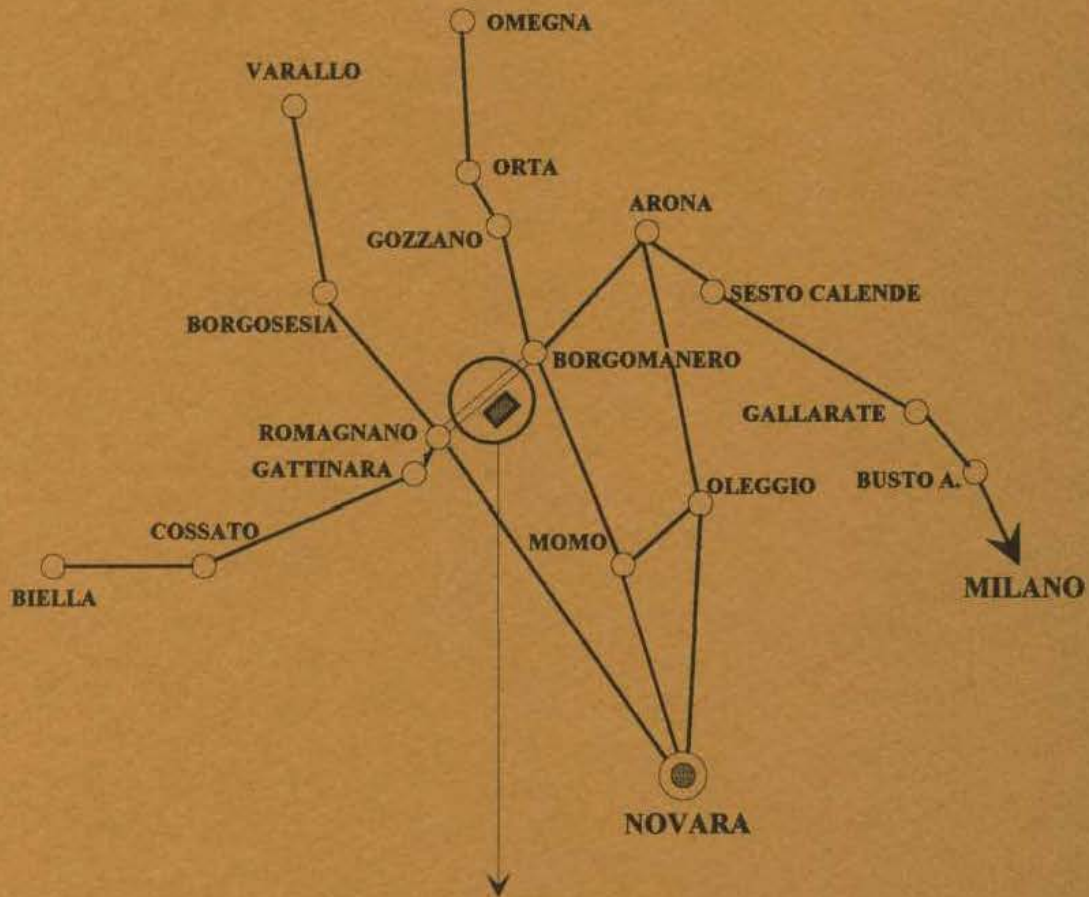 OMEGNA
VARALLO
ORTA
ARONA
GOZZANO
SESTO CALENDE
BORGOSESIA
BORGOMANERO
GALLARATE
ROMAGNANO
GATTINARA
BUSTO A.
OLEGGIO
COSSATO
MOMO
MILANO
BIELLA
NOVARA